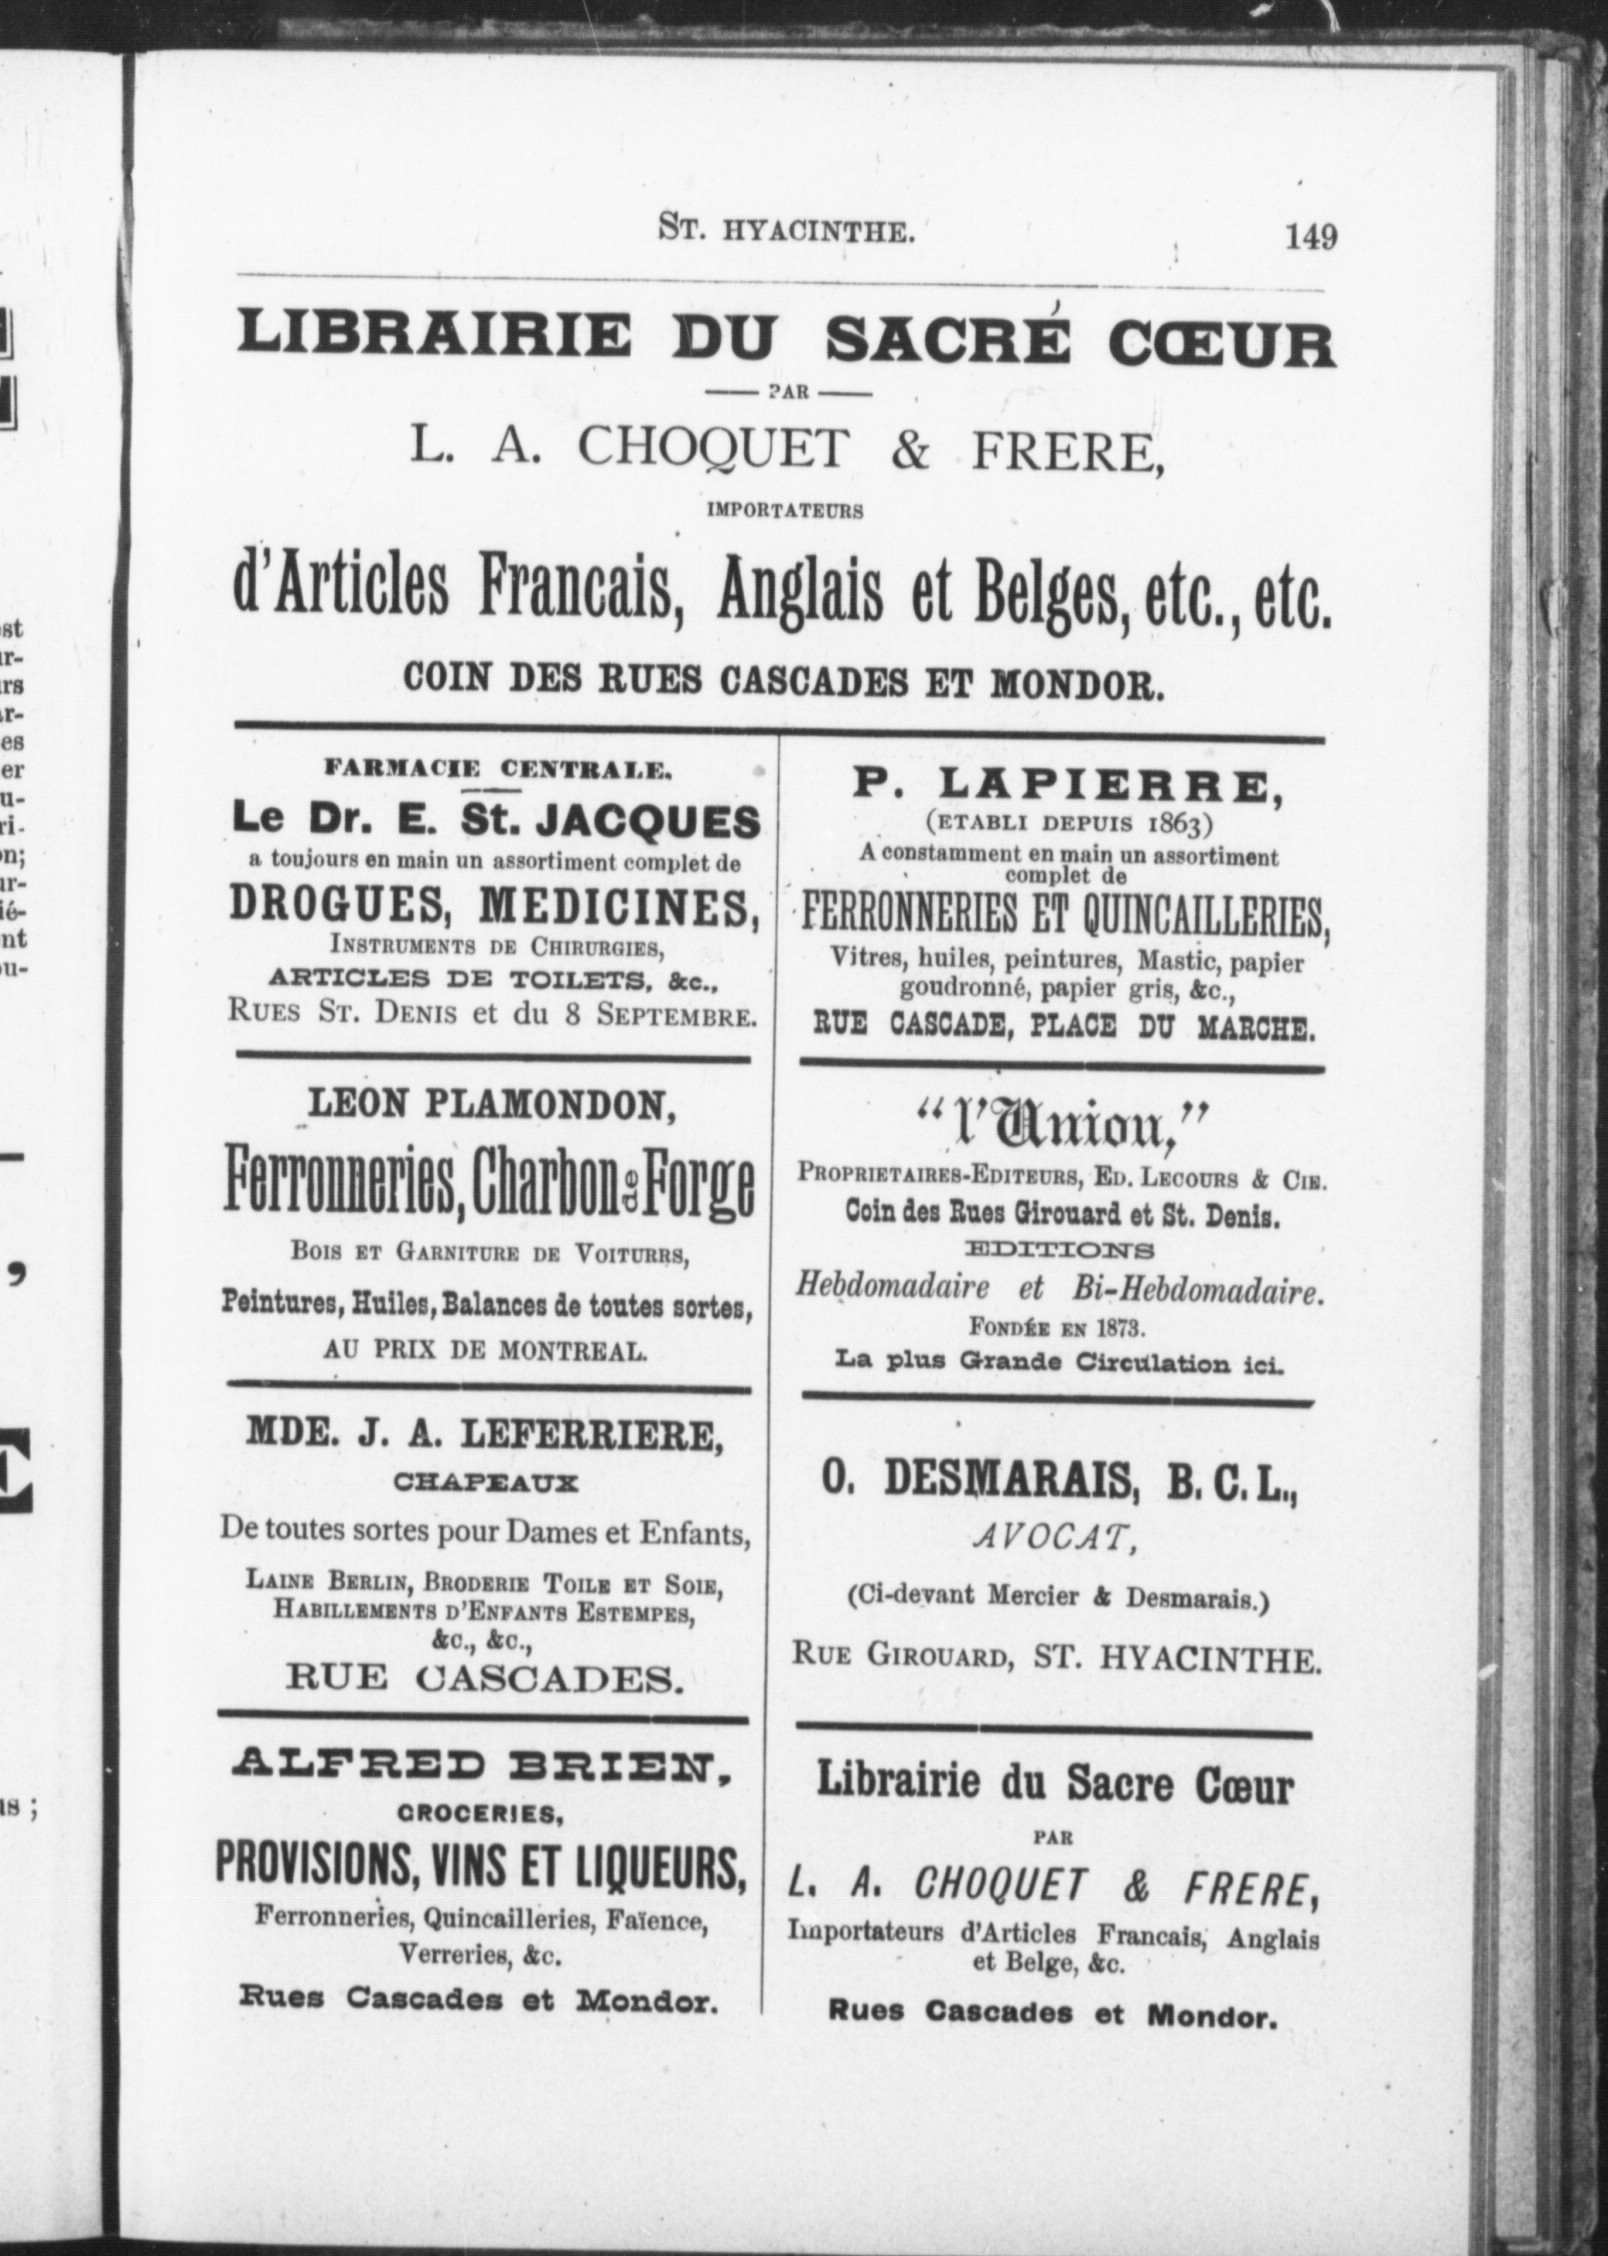 ST. HYACINTHE. 149
LIBRAIRIE DU SACRÉ CŒUR
PAR
L. A. CHOQUET & FRERE,
IMPORTATEURS
d'Articles Francais, Anglais et Belges, etc., etc.
COIN DES RUES CASCADES ET MONDOR.
FARMACIE CENTRALE.
Le Dr. E. St. JACQUES
a toujours en main un assortiment complet de
DROGUES, MEDICINES,
INSTRUMENTS DE CHIRURGIES,
ARTICLES DE TOILETS, &c.,
RUES ST. DENIS et du 8 SEPTEMBRE.
LEON PLAMONDON,
Ferronneries, Charbon de Forge
BOIS ET GARNITURE DE VOITURRS,
Peintures, Huiles, Balances de toutes sortes,
AU PRIX DE MONTREAL.
MDE. J. A. LEFERRIERE,
CHAPEAUX
De toutes sortes pour Dames et Enfants,
LAINE BERLIN, BRODERIE TOILE ET SOIE,
HABILLEMENTS D'ENFANTS ESTEMPES,
&c., &c.,
RUE CASCADES.
ALFRED BRIEN,
GROCERIES,
PROVISIONS, VINS ET LIQUEURS,
Ferronneries, Quincailleries, Faïence,
Verreries, &c.
Rues Cascades et Mondor.
P. LAPIERRE,
(ETABLI DEPUIS 1863)
A constamment en main un assortiment
complet de
FERRONNERIES ET QUINCAILLERIES,
Vitres, huiles, peintures, Mastic, papier
goudronné, papier gris, &c.,
RUE CASCADE, PLACE DU MARCHE.
"l'Union,"
PROPRIETAIRES-EDITEURS, ED. LECOURS & CIE.
Coin des Rues Girouard et St. Denis.
EDITIONS
Hebdomadaire et Bi-Hebdomadaire.
FONDÉE EN 1873.
La plus Grande Circulation ici.
O. DESMARAIS, B. C. L.,
AVOCAT,
(Ci-devant Mercier & Desmarais.)
RUE GIROUARD, ST. HYACINTHE.
Librairie du Sacre Cœur
PAR
L. A. CHOQUET & FRERE,
Importateurs d'Articles Francais, Anglais
et Belge, &c.
Rues Cascades et Mondor.